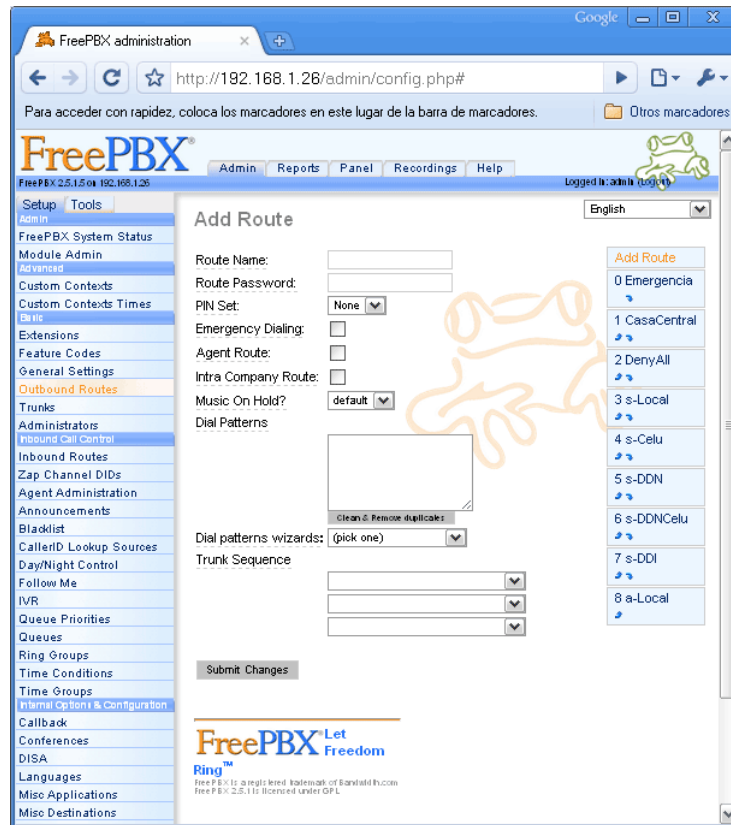 Google
FreePBX administration
http://192.168.1.26/admin/config.php#
Para acceder con rapidez, coloca los marcadores en este lugar de la barra de marcadores.
Otros marcadores
FreePBX®
Admin Reports Panel Recordings Help
FreePBX 2.5.1.5 on 192.168.1.26
Logged in: admin (Logout)
Setup Tools
English
Admin
FreePBX System Status
Module Admin
Advanced
Custom Contexts
Custom Contexts Times
Basic
Extensions
Feature Codes
General Settings
Outbound Routes
Trunks
Administrators
Inbound Call Control
Inbound Routes
Zap Channel DIDs
Agent Administration
Announcements
Blacklist
CallerID Lookup Sources
Day/Night Control
Follow Me
IVR
Queue Priorities
Queues
Ring Groups
Time Conditions
Time Groups
Internal Options & Configuration
Callback
Conferences
DISA
Languages
Misc Applications
Misc Destinations
Add Route
Route Name:
Route Password:
PIN Set: None
Emergency Dialing:
Agent Route:
Intra Company Route:
Music On Hold? default
Dial Patterns
Clean & Remove duplicates
Dial patterns wizards: (pick one)
Trunk Sequence
Submit Changes
FreePBX® Let Freedom
Ring™
FreePBX is a registered trademark of Bandwidth.com
FreePBX 2.5.1 is licensed under GPL
Add Route
0 Emergencia
1 CasaCentral
2 DenyAll
3 s-Local
4 s-Celu
5 s-DDN
6 s-DDNCelu
7 s-DDI
8 a-Local